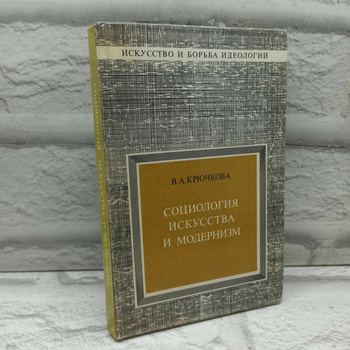 ИСКУССТВО И БОРЬБА ИДЕОЛОГИЙ
В. А. КРЮЧКОВА
СОЦИОЛОГИЯ
ИСКУССТВА
И МОДЕРНИЗМ